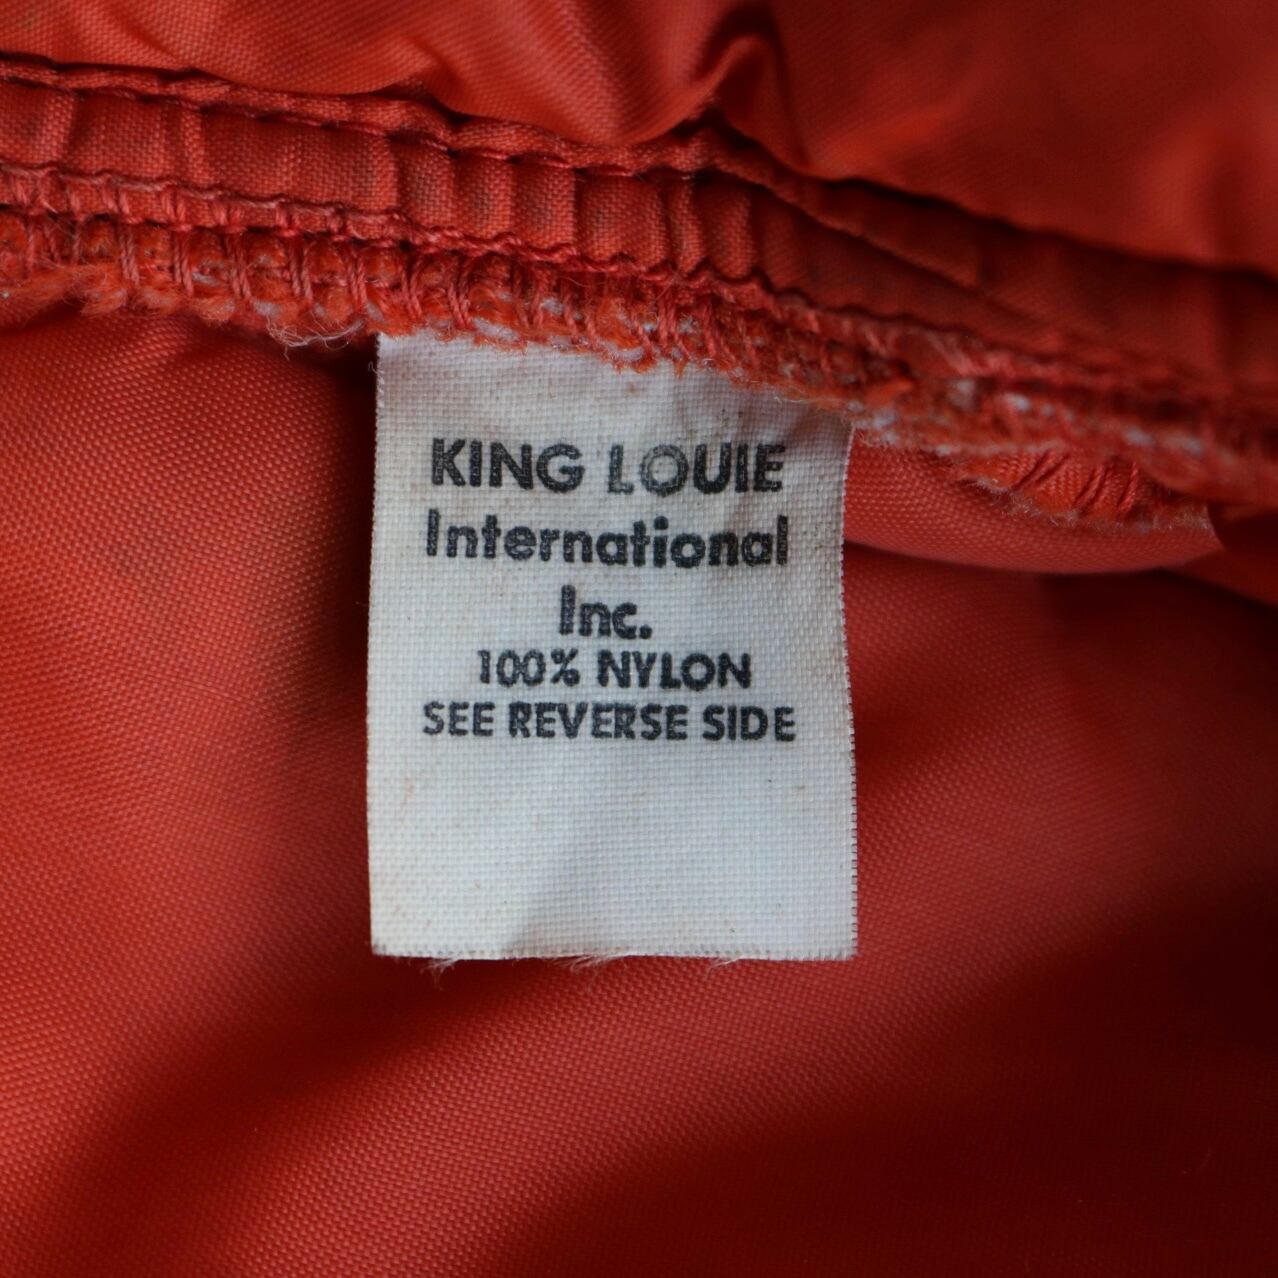 KING LOUIE
International
Inc.
100% NYLON
SEE REVERSE SIDE